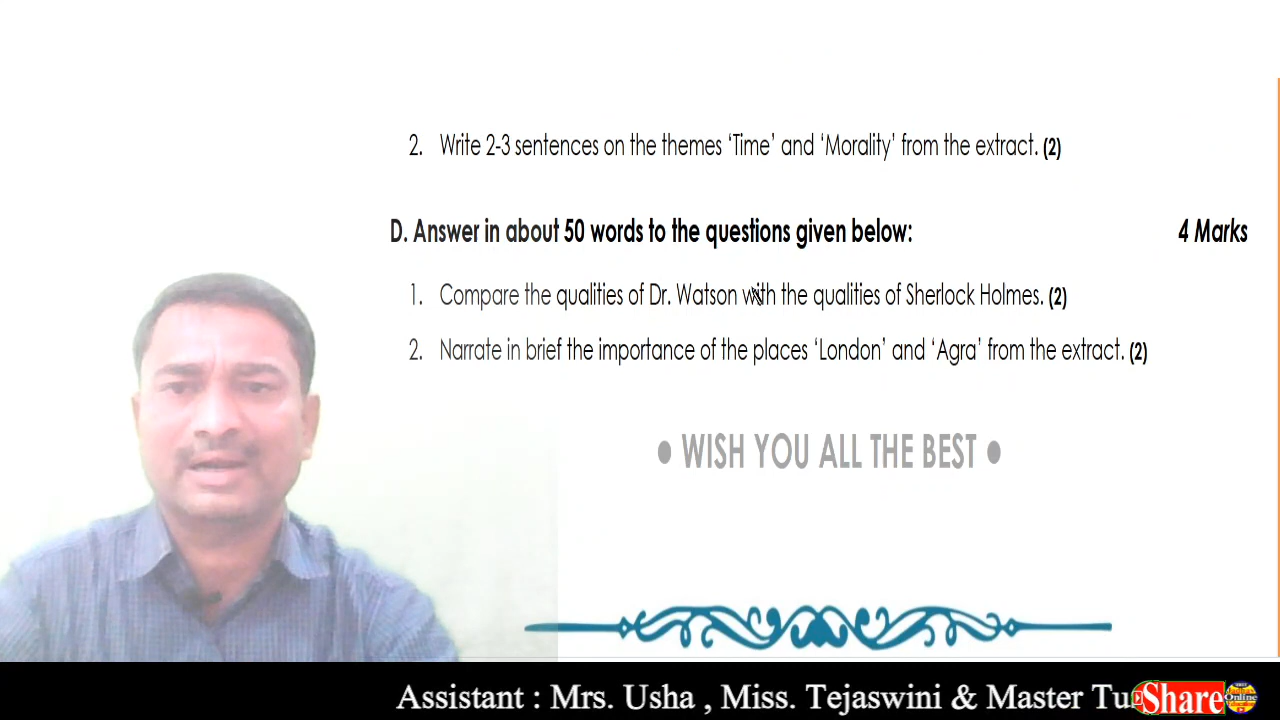 2. Write 2-3 sentences on the themes ‘Time’ and ‘Morality’ from the extract. (2)
D. Answer in about 50 words to the questions given below: 4 Marks
1. Compare the qualities of Dr. Watson with the qualities of Sherlock Holmes. (2)
2. Narrate in brief the importance of the places ‘London’ and ‘Agra’ from the extract. (2)
• WISH YOU ALL THE BEST •
Assistant : Mrs. Usha , Miss. Tejaswini & Master Tu
Share
Online